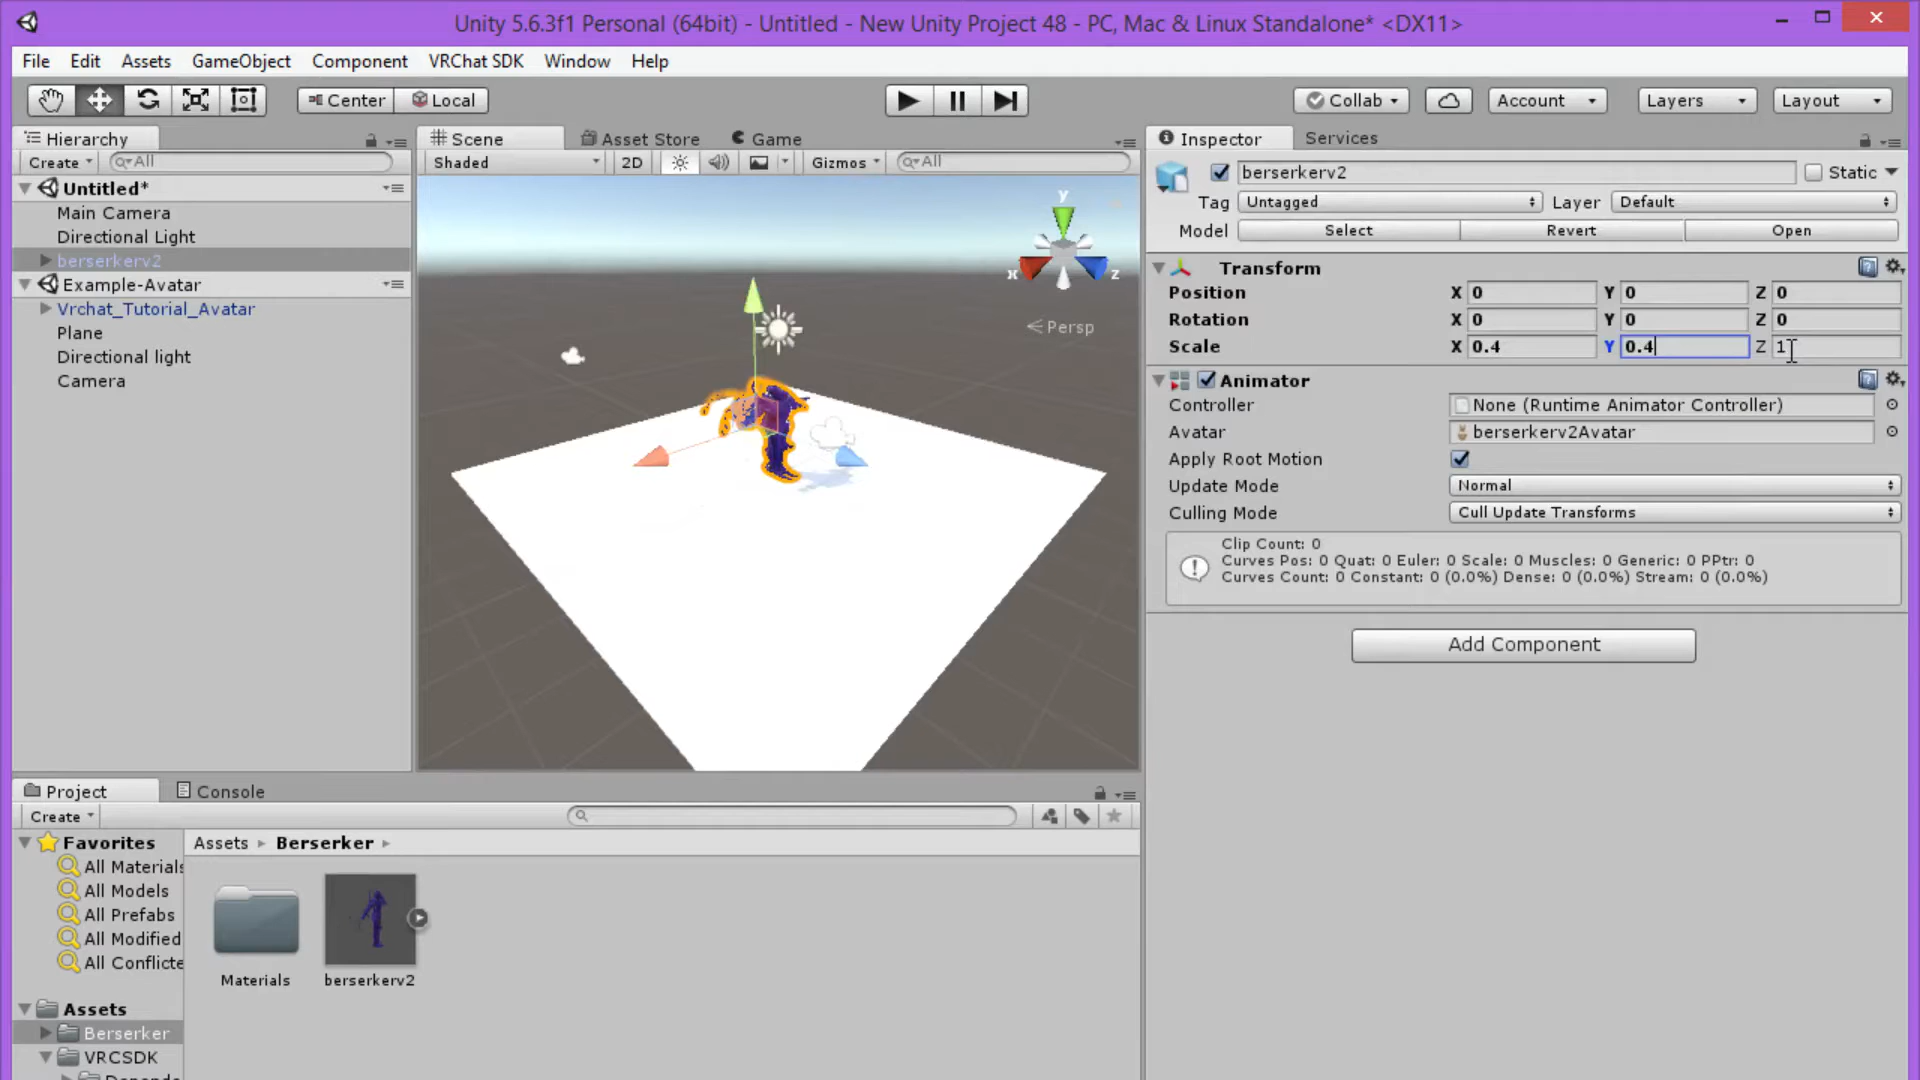 Unity 5.6.3f1 Personal (64bit) - Untitled - New Unity Project 48 - PC, Mac & Linux Standalone* <DX11>
File Edit Assets GameObject Component VRChat SDK Window Help
Center Local Collab Account Layers Layout
Hierarchy
Create All
Untitled*
Main Camera
Directional Light
berserkerv2
Example-Avatar
Vrchat_Tutorial_Avatar
Plane
Directional light
Camera
Scene Asset Store Game
Shaded 2D Gizmos All
y
x z
Persp
Inspector Services
berserkerv2 Static
Tag Untagged Layer Default
Model Select Revert Open
Transform
Position X 0 Y 0 Z 0
Rotation X 0 Y 0 Z 0
Scale X 0.4 Y 0.4 Z 1
Animator
Controller None (Runtime Animator Controller)
Avatar berserkerv2Avatar
Apply Root Motion
Update Mode Normal
Culling Mode Cull Update Transforms
Clip Count: 0
Curves Pos: 0 Quat: 0 Euler: 0 Scale: 0 Muscles: 0 Generic: 0 PPtr: 0
Curves Count: 0 Constant: 0 (0.0%) Dense: 0 (0.0%) Stream: 0 (0.0%)
Add Component
Project Console
Create
Favorites
All Materials
All Models
All Prefabs
All Modified
All Conflicte
Assets
Berserker
VRCSDK
Assets Berserker
Materials
berserkerv2